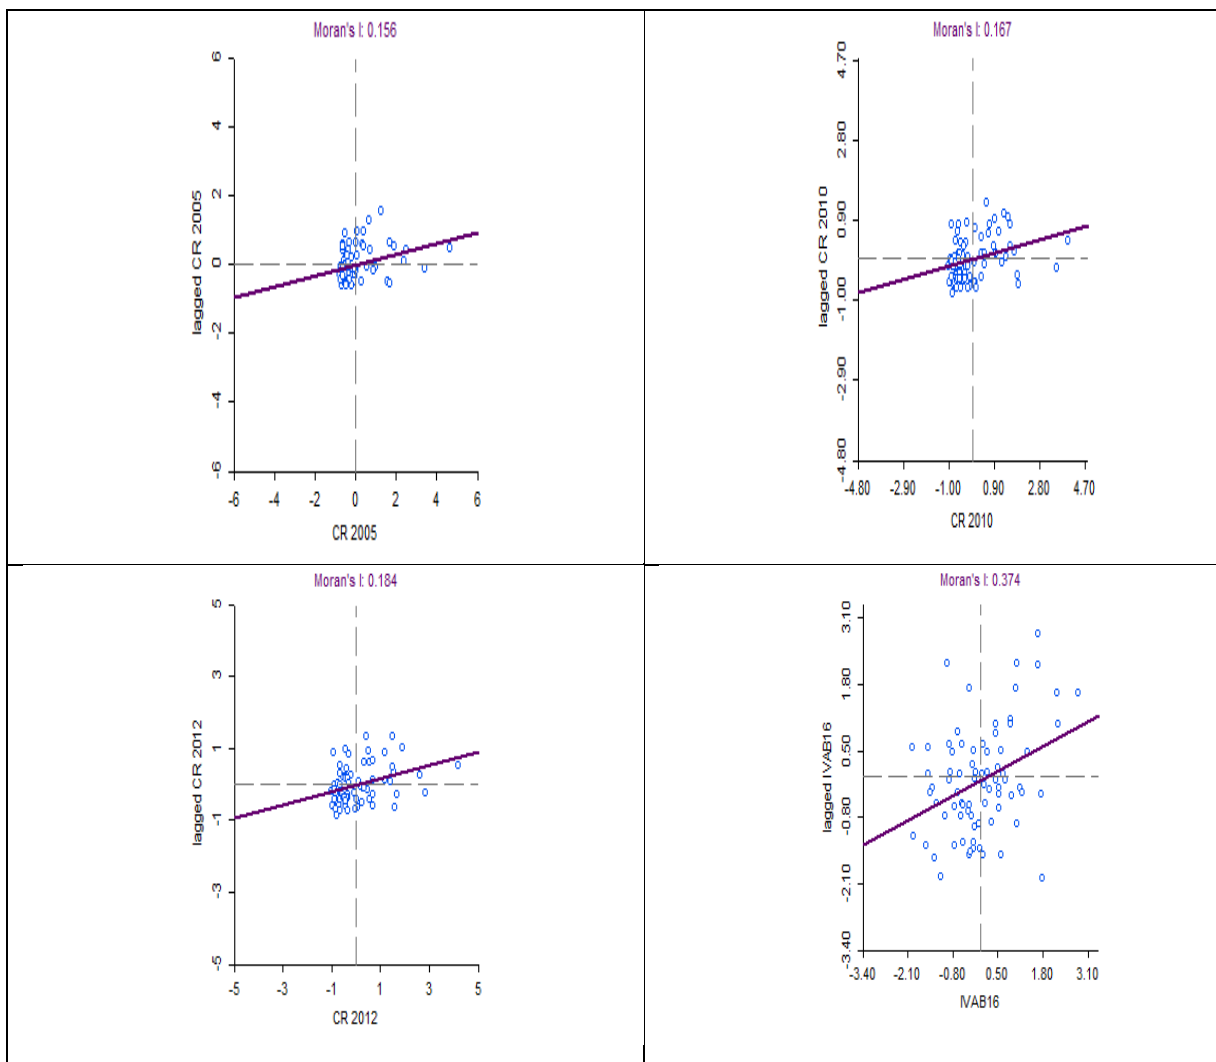 Moran's I: 0.156
6
4
2
0
-2
-4
-6
lagged CR 2005
-6 -4 -2 0 2 4 6
CR 2005
Moran's I: 0.167
4.70
2.80
0.90
-1.00
-2.90
-4.80
lagged CR 2010
-4.80 -2.90 -1.00 0.90 2.80 4.70
CR 2010
Moran's I: 0.184
5
3
1
-1
-3
-5
lagged CR 2012
-5 -3 -1 1 3 5
CR 2012
Moran's I: 0.374
3.10
1.80
0.50
-0.80
-2.10
-3.40
lagged IVAB16
-3.40 -2.10 -0.80 0.50 1.80 3.10
IVAB16